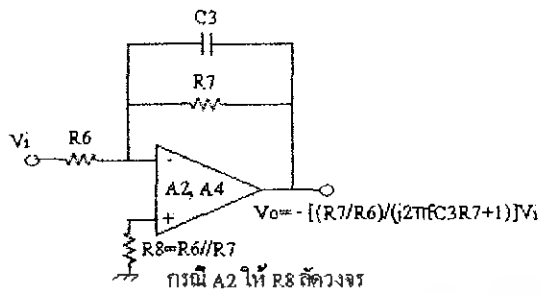 C3
R7
Vi
R6
-
A2, A4
+
Vo= - [(R7/R6)/(j2πfC3R7+1)]Vi
R8=R6//R7
กรณี A2 ให้ R8 ลัดวงจร